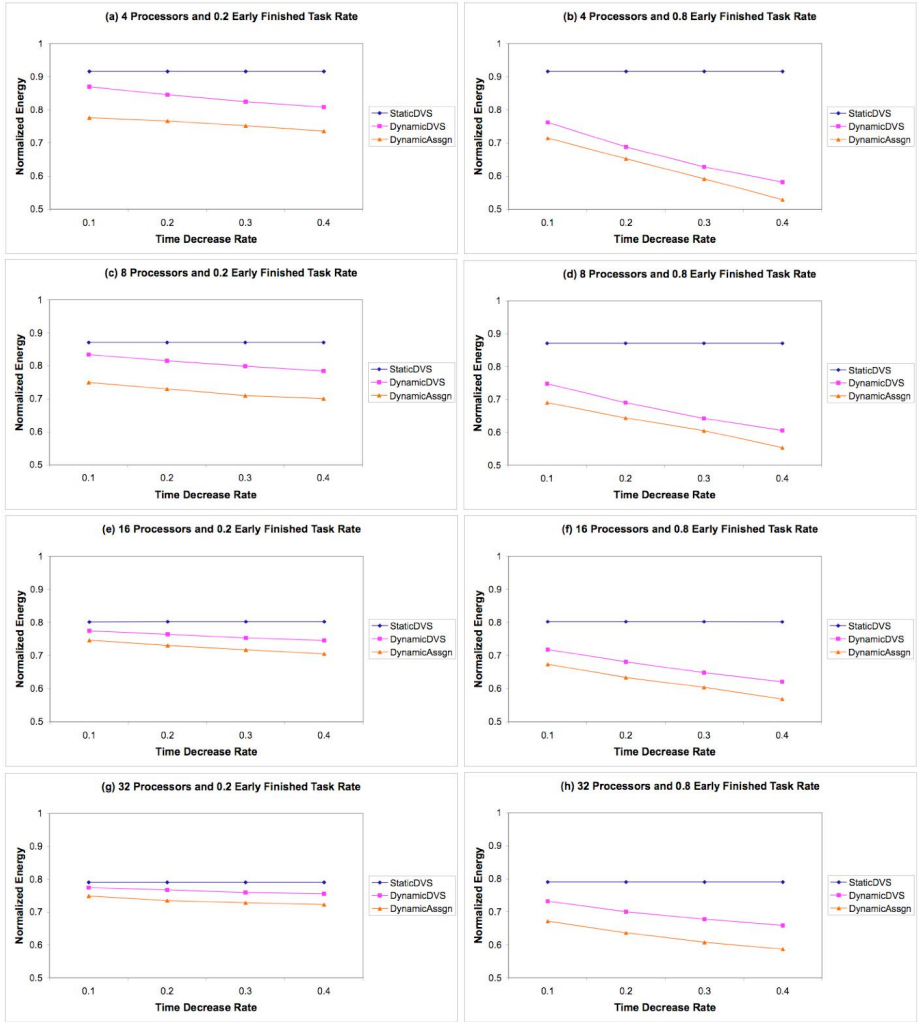 (a) 4 Processors and 0.2 Early Finished Task Rate
Normalized Energy
1
0.9
0.8
0.7
0.6
0.5
0.1 0.2 0.3 0.4
Time Decrease Rate
StaticDVS
DynamicDVS
DynamicAssgn
(b) 4 Processors and 0.8 Early Finished Task Rate
Normalized Energy
1
0.9
0.8
0.7
0.6
0.5
0.1 0.2 0.3 0.4
Time Decrease Rate
StaticDVS
DynamicDVS
DynamicAssgn
(c) 8 Processors and 0.2 Early Finished Task Rate
Normalized Energy
1
0.9
0.8
0.7
0.6
0.5
0.1 0.2 0.3 0.4
Time Decrease Rate
StaticDVS
DynamicDVS
DynamicAssgn
(d) 8 Processors and 0.8 Early Finished Task Rate
Normalized Energy
1
0.9
0.8
0.7
0.6
0.5
0.1 0.2 0.3 0.4
Time Decrease Rate
StaticDVS
DynamicDVS
DynamicAssgn
(e) 16 Processors and 0.2 Early Finished Task Rate
Normalized Energy
1
0.9
0.8
0.7
0.6
0.5
0.1 0.2 0.3 0.4
Time Decrease Rate
StaticDVS
DynamicDVS
DynamicAssgn
(f) 16 Processors and 0.8 Early Finished Task Rate
Normalized Energy
1
0.9
0.8
0.7
0.6
0.5
0.1 0.2 0.3 0.4
Time Decrease Rate
StaticDVS
DynamicDVS
DynamicAssgn
(g) 32 Processors and 0.2 Early Finished Task Rate
Normalized Energy
1
0.9
0.8
0.7
0.6
0.5
0.1 0.2 0.3 0.4
Time Decrease Rate
StaticDVS
DynamicDVS
DynamicAssgn
(h) 32 Processors and 0.8 Early Finished Task Rate
Normalized Energy
1
0.9
0.8
0.7
0.6
0.5
0.1 0.2 0.3 0.4
Time Decrease Rate
StaticDVS
DynamicDVS
DynamicAssgn